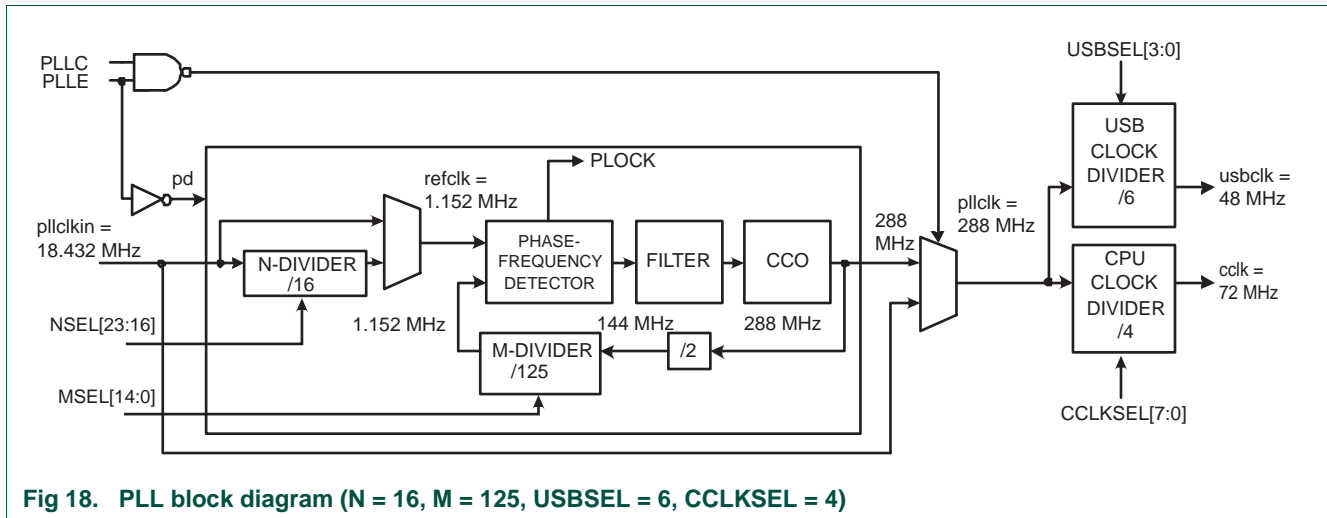 PLLC
PLLE
pd
pllclkin =
18.432 MHz
NSEL[23:16]
MSEL[14:0]
N-DIVIDER
/16
refclk =
1.152 MHz
1.152 MHz
PLOCK
PHASE-
FREQUENCY
DETECTOR
FILTER
CCO
M-DIVIDER
/125
144 MHz
/2
288 MHz
288
MHz
pllclk =
288 MHz
USBSEL[3:0]
USB
CLOCK
DIVIDER
/6
usbclk =
48 MHz
CPU
CLOCK
DIVIDER
/4
cclk =
72 MHz
CCLKSEL[7:0]
Fig 18. PLL block diagram (N = 16, M = 125, USBSEL = 6, CCLKSEL = 4)